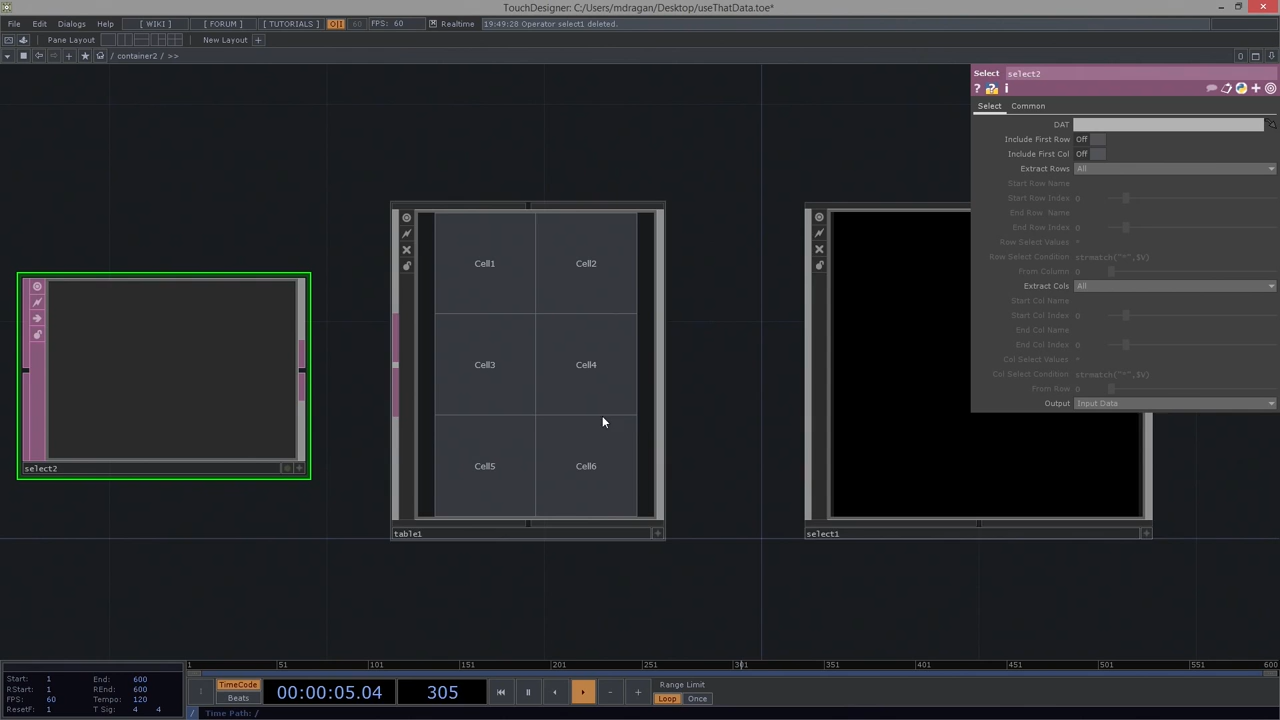 TouchDesigner: C:/Users/mdragan/Desktop/useThatData.toe*
File Edit Dialogs Help [ WIKI ] [ FORUM ] [ TUTORIALS ] O|I FPS: 60 Realtime 19:49:28 Operator select1 deleted.
Pane Layout New Layout +
/ container2 / >>
Select select2
Select Common
DAT
Include First Row Off
Include First Col Off
Extract Rows All
Start Row Name
Start Row Index 0
End Row Name
End Row Index 0
Row Select Values *
Row Select Condition strmatch("*",$V)
From Column 0
Extract Cols All
Start Col Name
Start Col Index 0
End Col Name
End Col Index 0
Col Select Values *
Col Select Condition strmatch("*",$V)
From Row 0
Output Input Data
Cell1 Cell2
Cell3 Cell4
Cell5 Cell6
select2
table1
select1
1 51 101 151 201 251 301 351 401 451 501 551 600
Start: 1 End: 600
RStart: 1 REnd: 600
FPS: 60 Tempo: 120
ResetF: 1 T Sig: 4 4
TimeCode
Beats
00:00:05.04 305
Range Limit
Loop Once
/ Time Path: /